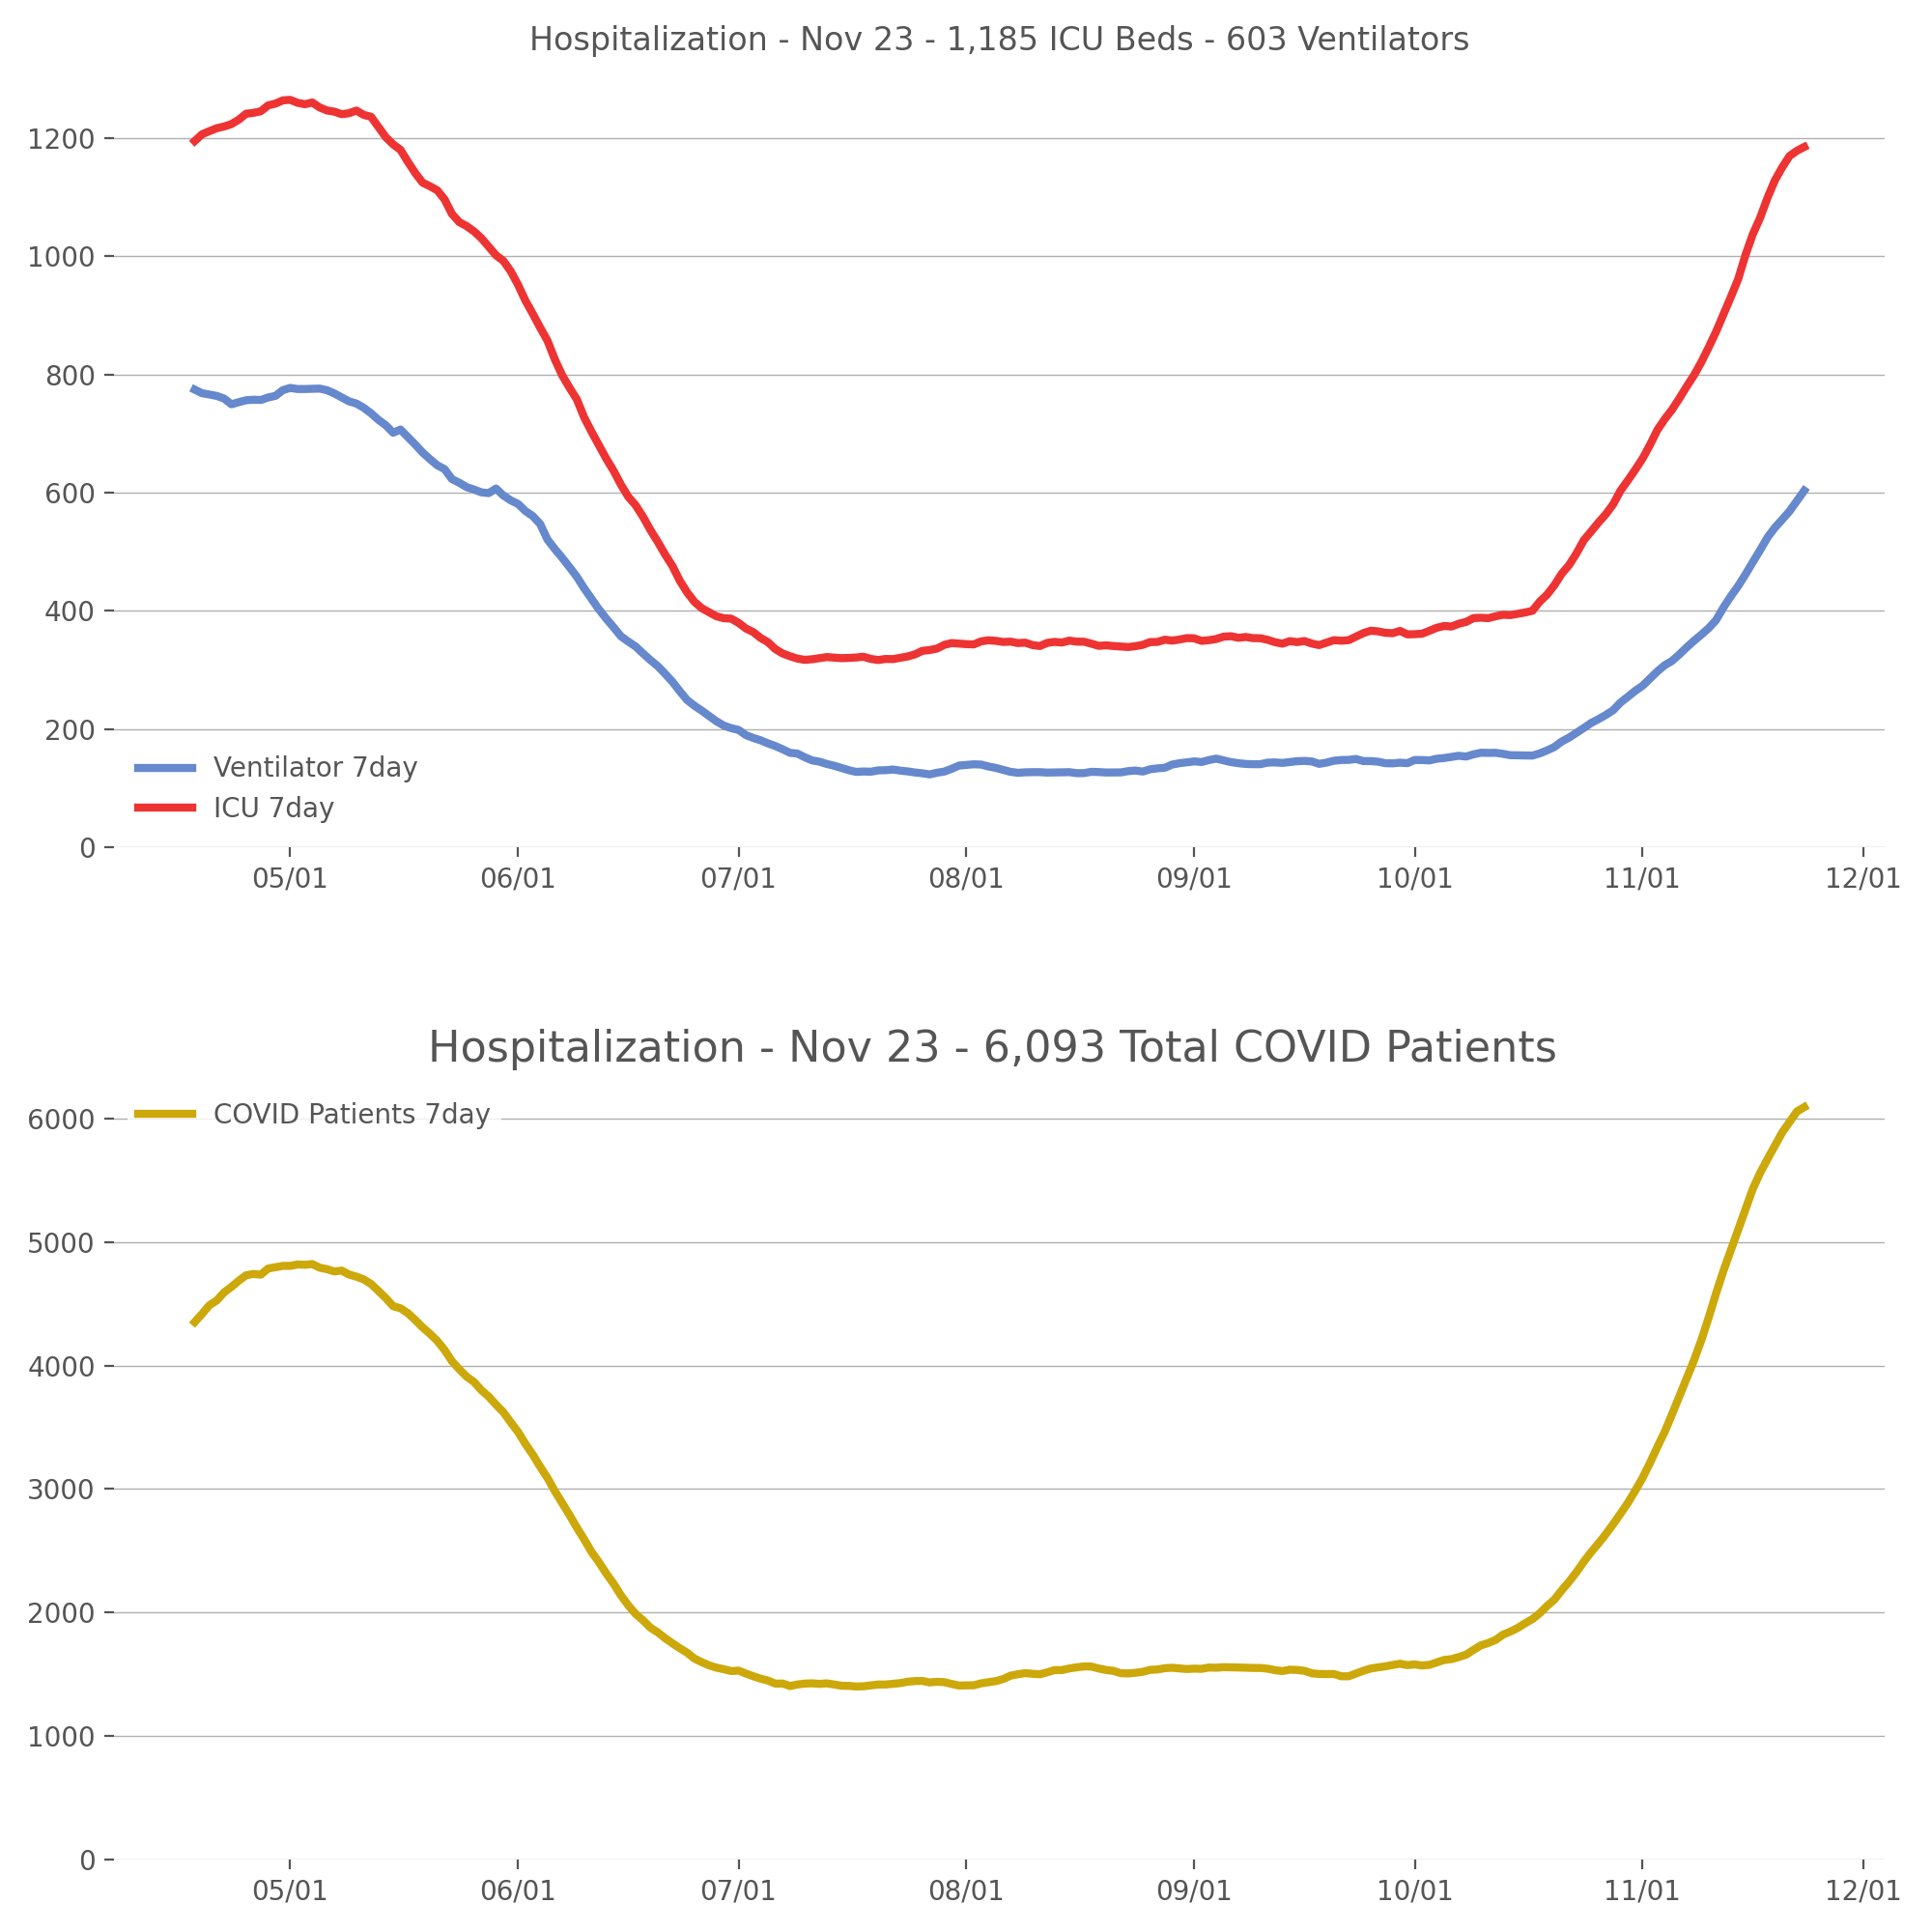 Hospitalization - Nov 23 - 1,185 ICU Beds - 603 Ventilators
1200
1000
800
600
400
200
0
Ventilator 7day
ICU 7day
05/01 06/01 07/01 08/01 09/01 10/01 11/01 12/01
Hospitalization - Nov 23 - 6,093 Total COVID Patients
COVID Patients 7day
6000
5000
4000
3000
2000
1000
0
05/01 06/01 07/01 08/01 09/01 10/01 11/01 12/01